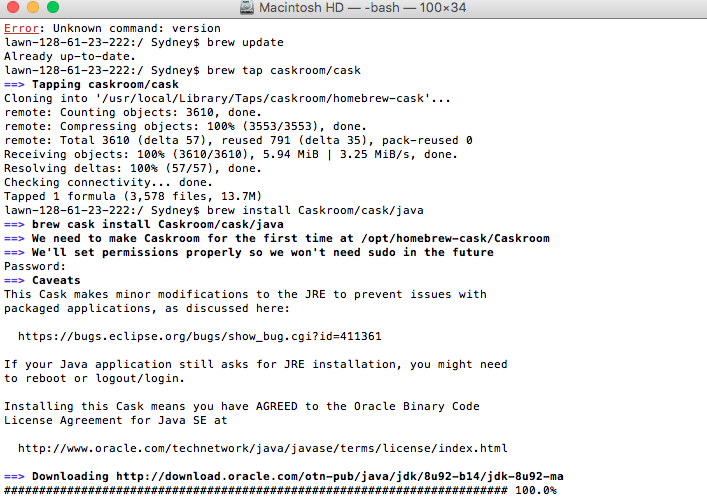 Macintosh HD — -bash — 100×34
Error: Unknown command: version
lawn-128-61-23-222:/ Sydney$ brew update
Already up-to-date.
lawn-128-61-23-222:/ Sydney$ brew tap caskroom/cask
==> Tapping caskroom/cask
Cloning into '/usr/local/Library/Taps/caskroom/homebrew-cask'...
remote: Counting objects: 3610, done.
remote: Compressing objects: 100% (3553/3553), done.
remote: Total 3610 (delta 57), reused 791 (delta 35), pack-reused 0
Receiving objects: 100% (3610/3610), 5.94 MiB | 3.25 MiB/s, done.
Resolving deltas: 100% (57/57), done.
Checking connectivity... done.
Tapped 1 formula (3,578 files, 13.7M)
lawn-128-61-23-222:/ Sydney$ brew install Caskroom/cask/java
==> brew cask install Caskroom/cask/java
==> We need to make Caskroom for the first time at /opt/homebrew-cask/Caskroom
==> We'll set permissions properly so we won't need sudo in the future
Password:
==> Caveats
This Cask makes minor modifications to the JRE to prevent issues with
packaged applications, as discussed here:
https://bugs.eclipse.org/bugs/show_bug.cgi?id=411361
If your Java application still asks for JRE installation, you might need
to reboot or logout/login.
Installing this Cask means you have AGREED to the Oracle Binary Code
License Agreement for Java SE at
http://www.oracle.com/technetwork/java/javase/terms/license/index.html
==> Downloading http://download.oracle.com/otn-pub/java/jdk/8u92-b14/jdk-8u92-ma
######################################################################## 100.0%